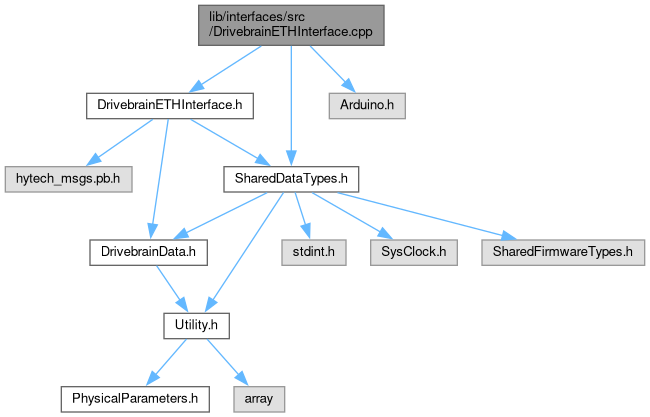 lib/interfaces/src
/DrivebrainETHInterface.cpp
DrivebrainETHInterface.h
Arduino.h
hytech_msgs.pb.h
SharedDataTypes.h
DrivebrainData.h
stdint.h
SysClock.h
SharedFirmwareTypes.h
Utility.h
PhysicalParameters.h
array